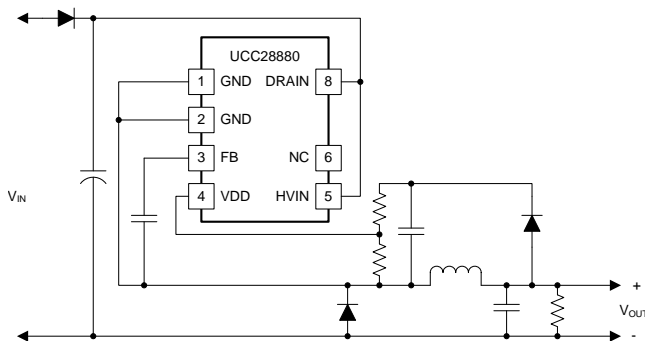 UCC28880
1 GND DRAIN 8
2 GND
3 FB NC 6
4 VDD HVIN 5
VIN
+
VOUT
-